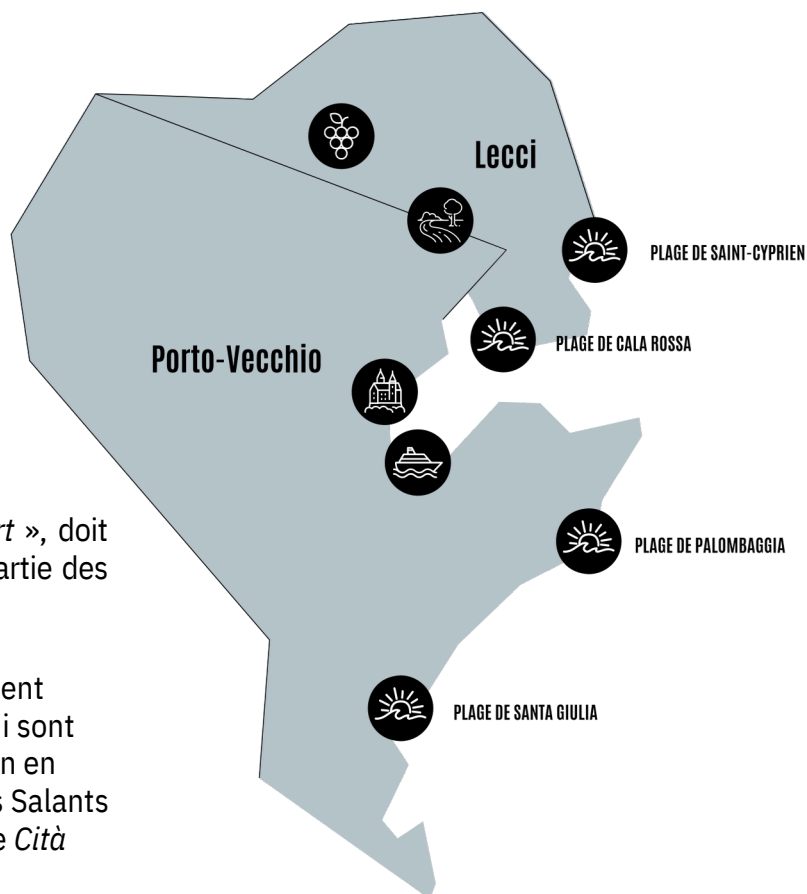 Lecci
PLAGE DE SAINT-CYPRIEN
PLAGE DE CALA ROSSA
Porto-Vecchio
PLAGE DE PALOMBAGGIA
PLAGE DE SANTA GIULIA
rt », doit
artie des
ent
i sont
n en
s Salants
e Cità